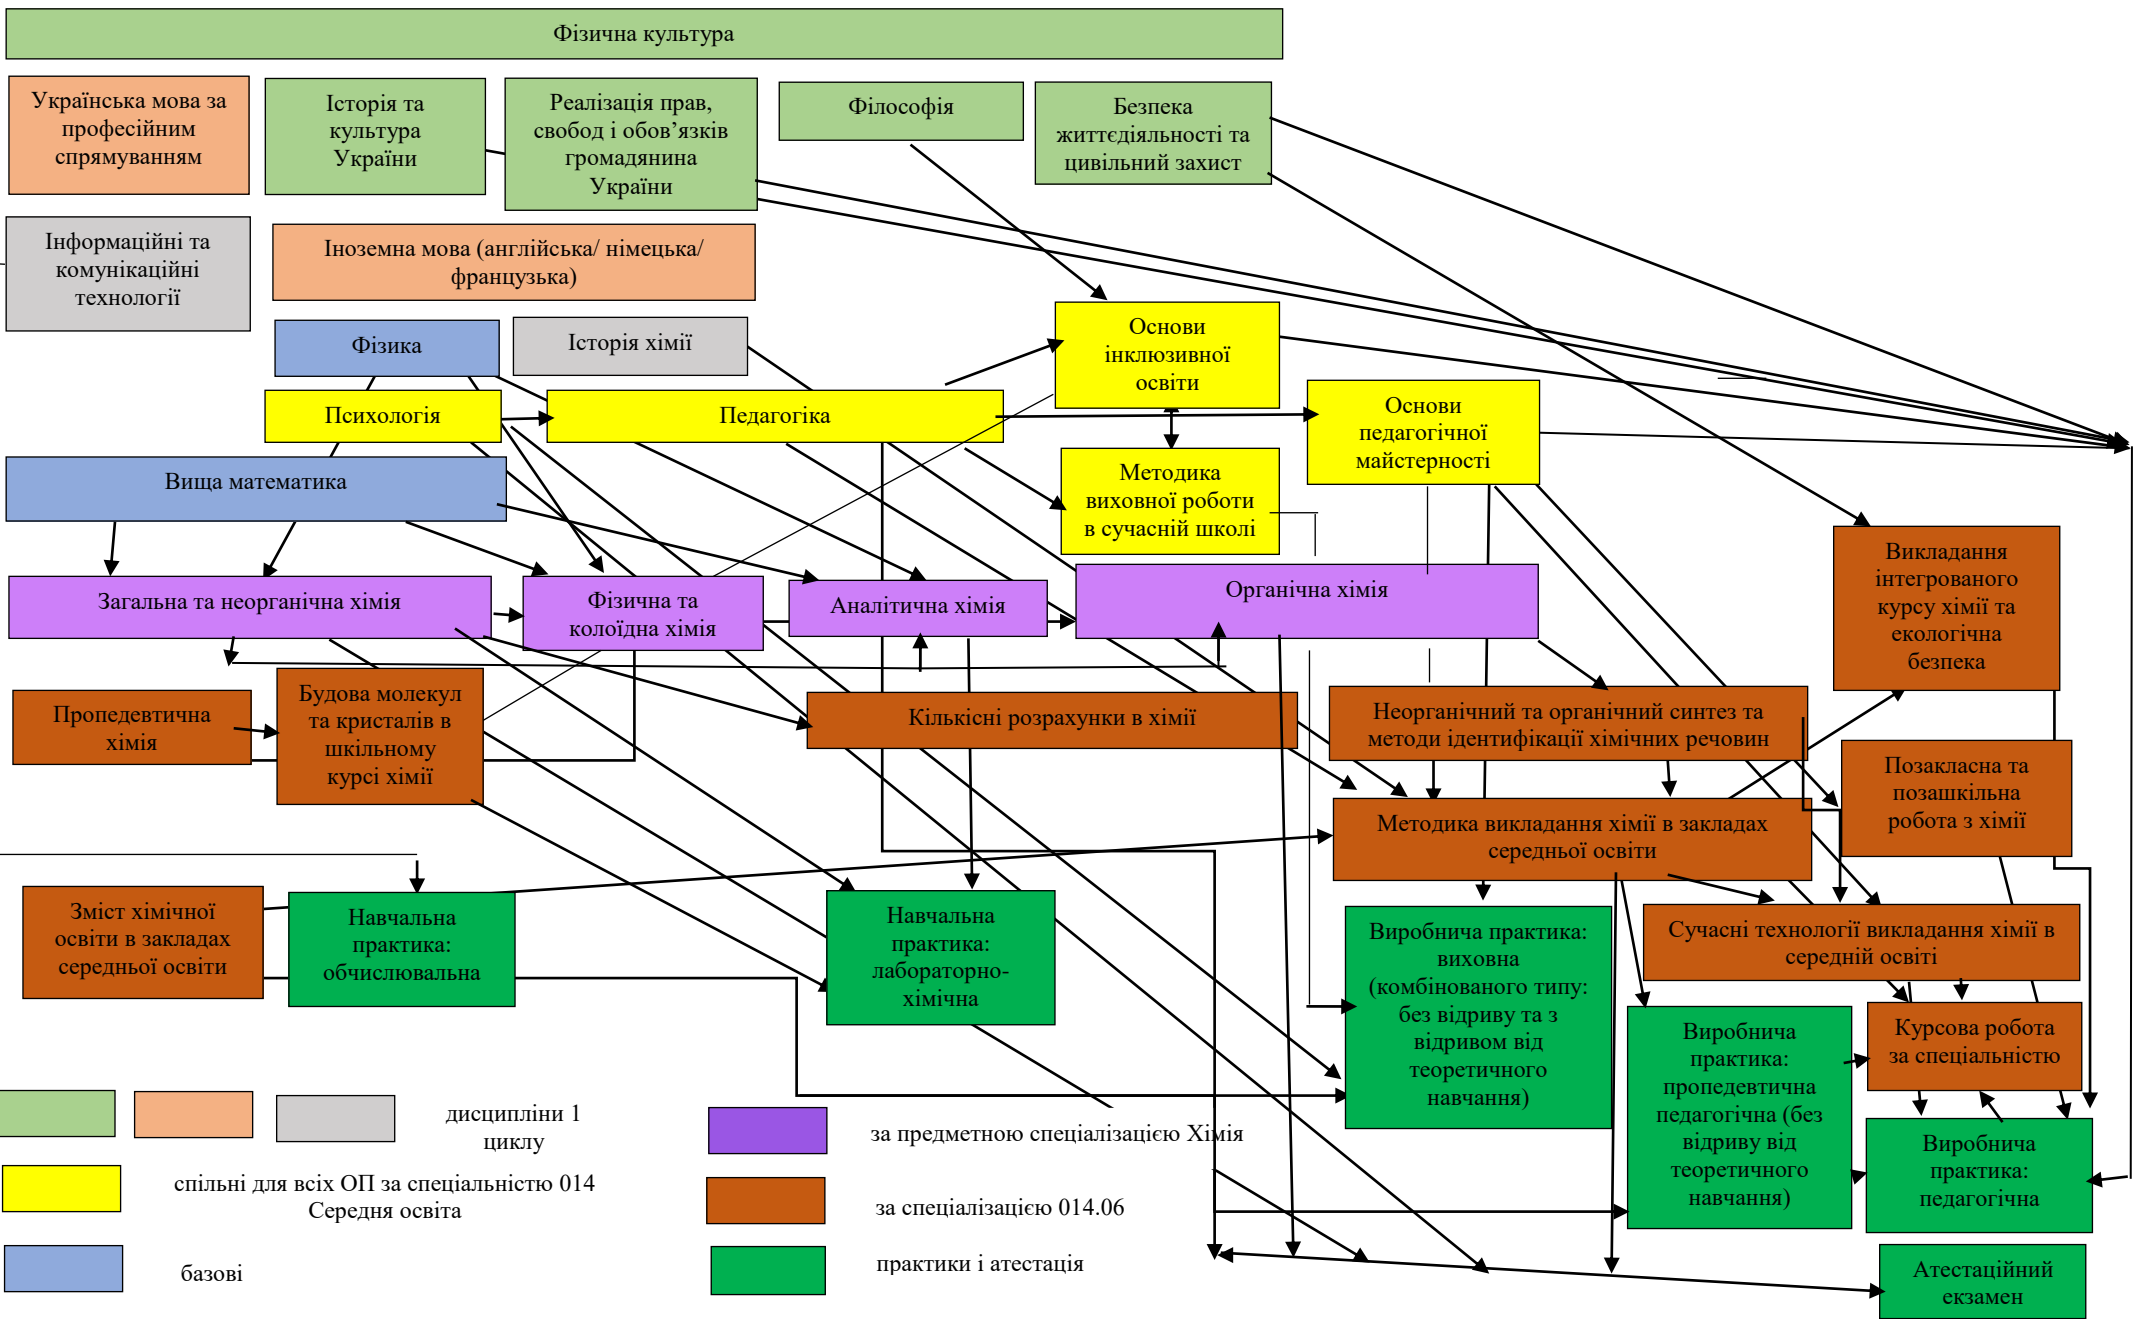 Фізична культура
Українська мова за
професійним
спрямуванням
Історія та
культура
України
Реалізація прав,
свобод і обов’язків
громадянина
України
Філософія
Безпека
життєдіяльності та
цивільний захист
Інформаційні та
комунікаційні
технології
Іноземна мова (англійська/ німецька/
французька)
Фізика
Історія хімії
Основи
інклюзивної
освіти
Психологія
Педагогіка
Основи
педагогічної
майстерності
Вища математика
Методика
виховної роботи
в сучасній школі
Викладання
інтегрованого
курсу хімії та
екологічна
безпека
Загальна та неорганічна хімія
Фізична та
колоїдна хімія
Аналітична хімія
Органічна хімія
Пропедевтична
хімія
Будова молекул
та кристалів в
шкільному
курсі хімії
Кількісні розрахунки в хімії
Неорганічний та органічний синтез та
методи ідентифікації хімічних речовин
Позакласна та
позашкільна
робота з хімії
Методика викладання хімії в закладах
середньої освіти
Зміст хімічної
освіти в закладах
середньої освіти
Навчальна
практика:
обчислювальна
Навчальна
практика:
лабораторно-
хімічна
Виробнича практика:
виховна
(комбінованого типу:
без відриву та з
відривом від
теоретичного
навчання)
Сучасні технології викладання хімії в
середній освіті
Виробнича
практика:
пропедевтична
педагогічна (без
відриву від
теоретичного
навчання)
Курсова робота
за спеціальністю
Виробнича
практика:
педагогічна
Атестаційний
екзамен
дисципліни 1
циклу
за предметною спеціалізацією Хімія
спільні для всіх ОП за спеціальністю 014
Середня освіта
за спеціалізацією 014.06
базові
практики і атестація